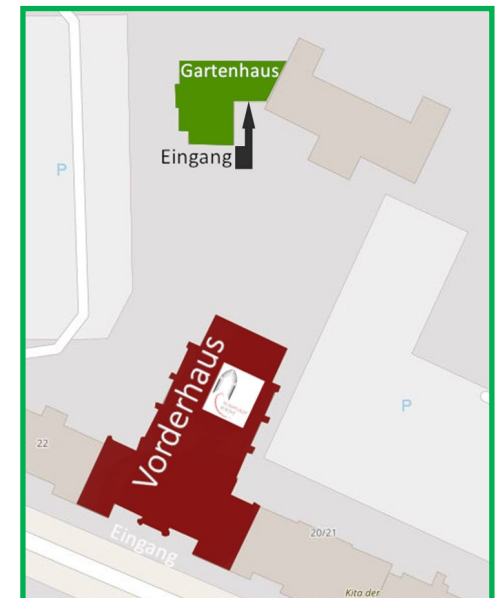 Gartenhaus
Eingang
P
Vorderhaus
P
22
Eingang
20/21
Kita der